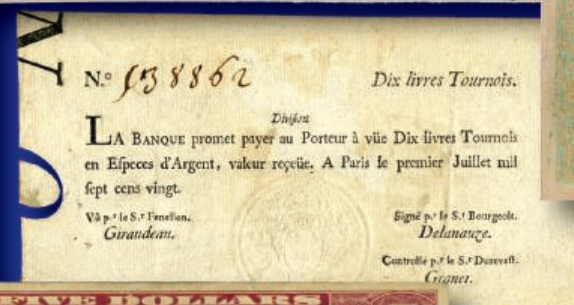 N.º 138862 Dix livres Tournois.
Division
LA BANQUE promet payer au Porteur à vüe Dix livres Tournois
en Especes d'Argent, valeur reçeüe. A Paris le premier Juillet mil
sept cens vingt.
Vû p.r le S.r Fenellon. Signé p.r le S.r Bourgeois.
Giraudeau. Delanauze.
Controllé p.r le S.r Durevest.
Granet.
FIVE DOLLARS